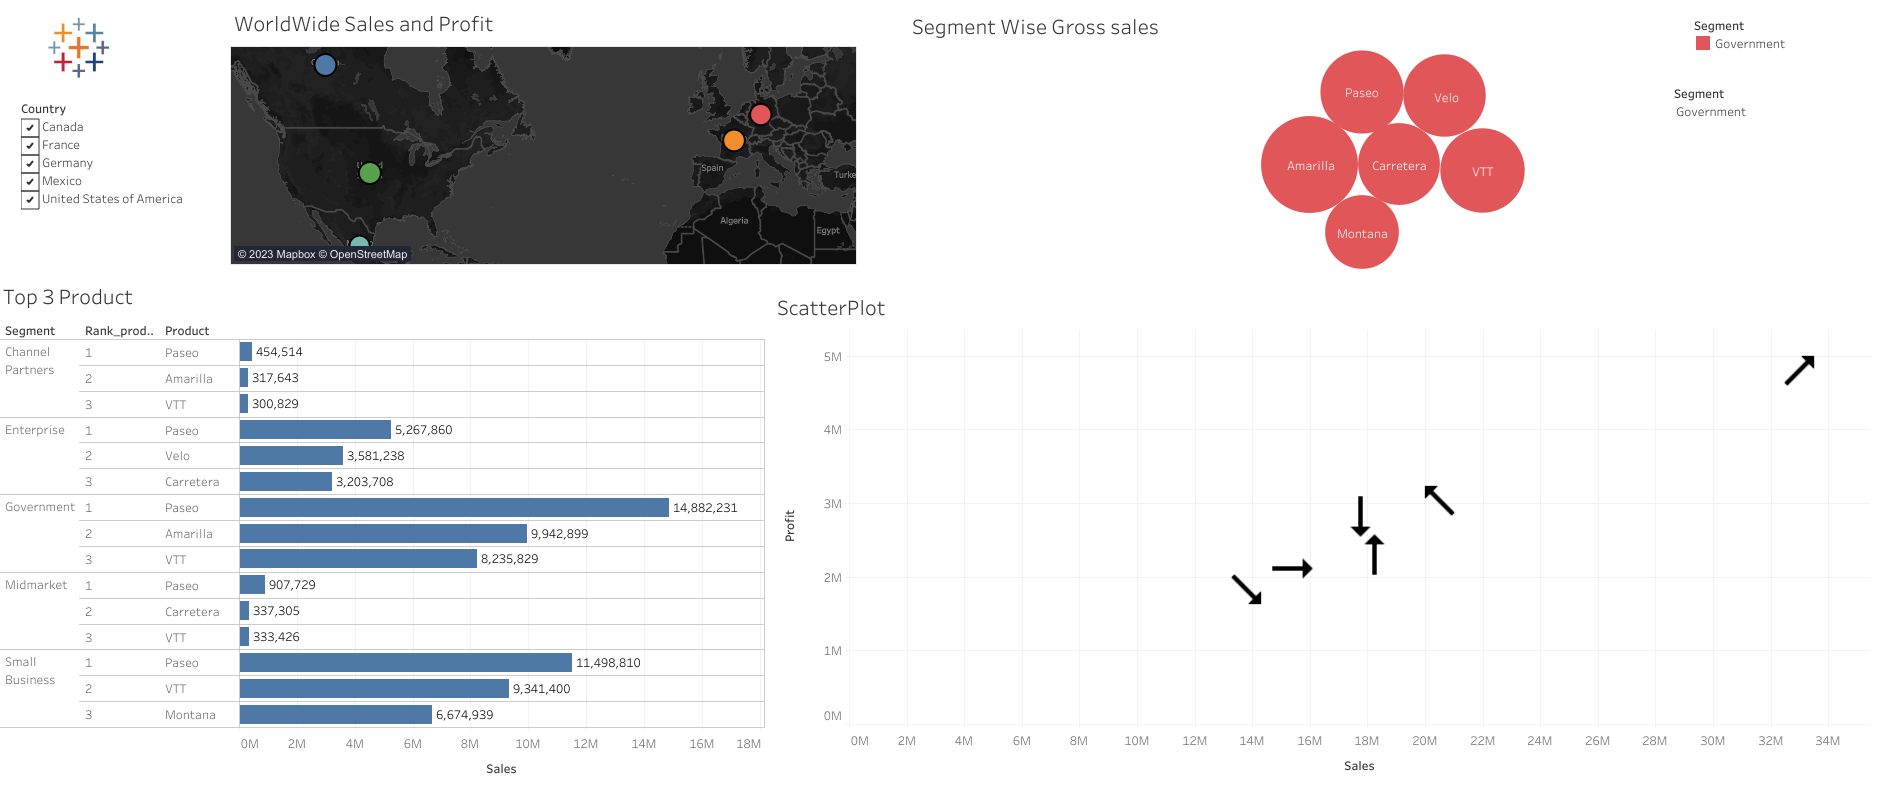 WorldWide Sales and Profit
Segment Wise Gross sales
Segment
Government
Segment
Government
Country
Canada
France
Germany
Mexico
United States of America
Spain
Turke
Algeria
Egypt
© 2023 Mapbox © OpenStreetMap
Paseo
Velo
Amarilla
Carretera
VTT
Montana
Top 3 Product
Segment Rank_prod.. Product
Channel Partners 1 Paseo 454,514
2 Amarilla 317,643
3 VTT 300,829
Enterprise 1 Paseo 5,267,860
2 Velo 3,581,238
3 Carretera 3,203,708
Government 1 Paseo 14,882,231
2 Amarilla 9,942,899
3 VTT 8,235,829
Midmarket 1 Paseo 907,729
2 Carretera 337,305
3 VTT 333,426
Small Business 1 Paseo 11,498,810
2 VTT 9,341,400
3 Montana 6,674,939
0M 2M 4M 6M 8M 10M 12M 14M 16M 18M
Sales
ScatterPlot
5M
4M
3M
2M
1M
0M
Profit
0M 2M 4M 6M 8M 10M 12M 14M 16M 18M 20M 22M 24M 26M 28M 30M 32M 34M
Sales